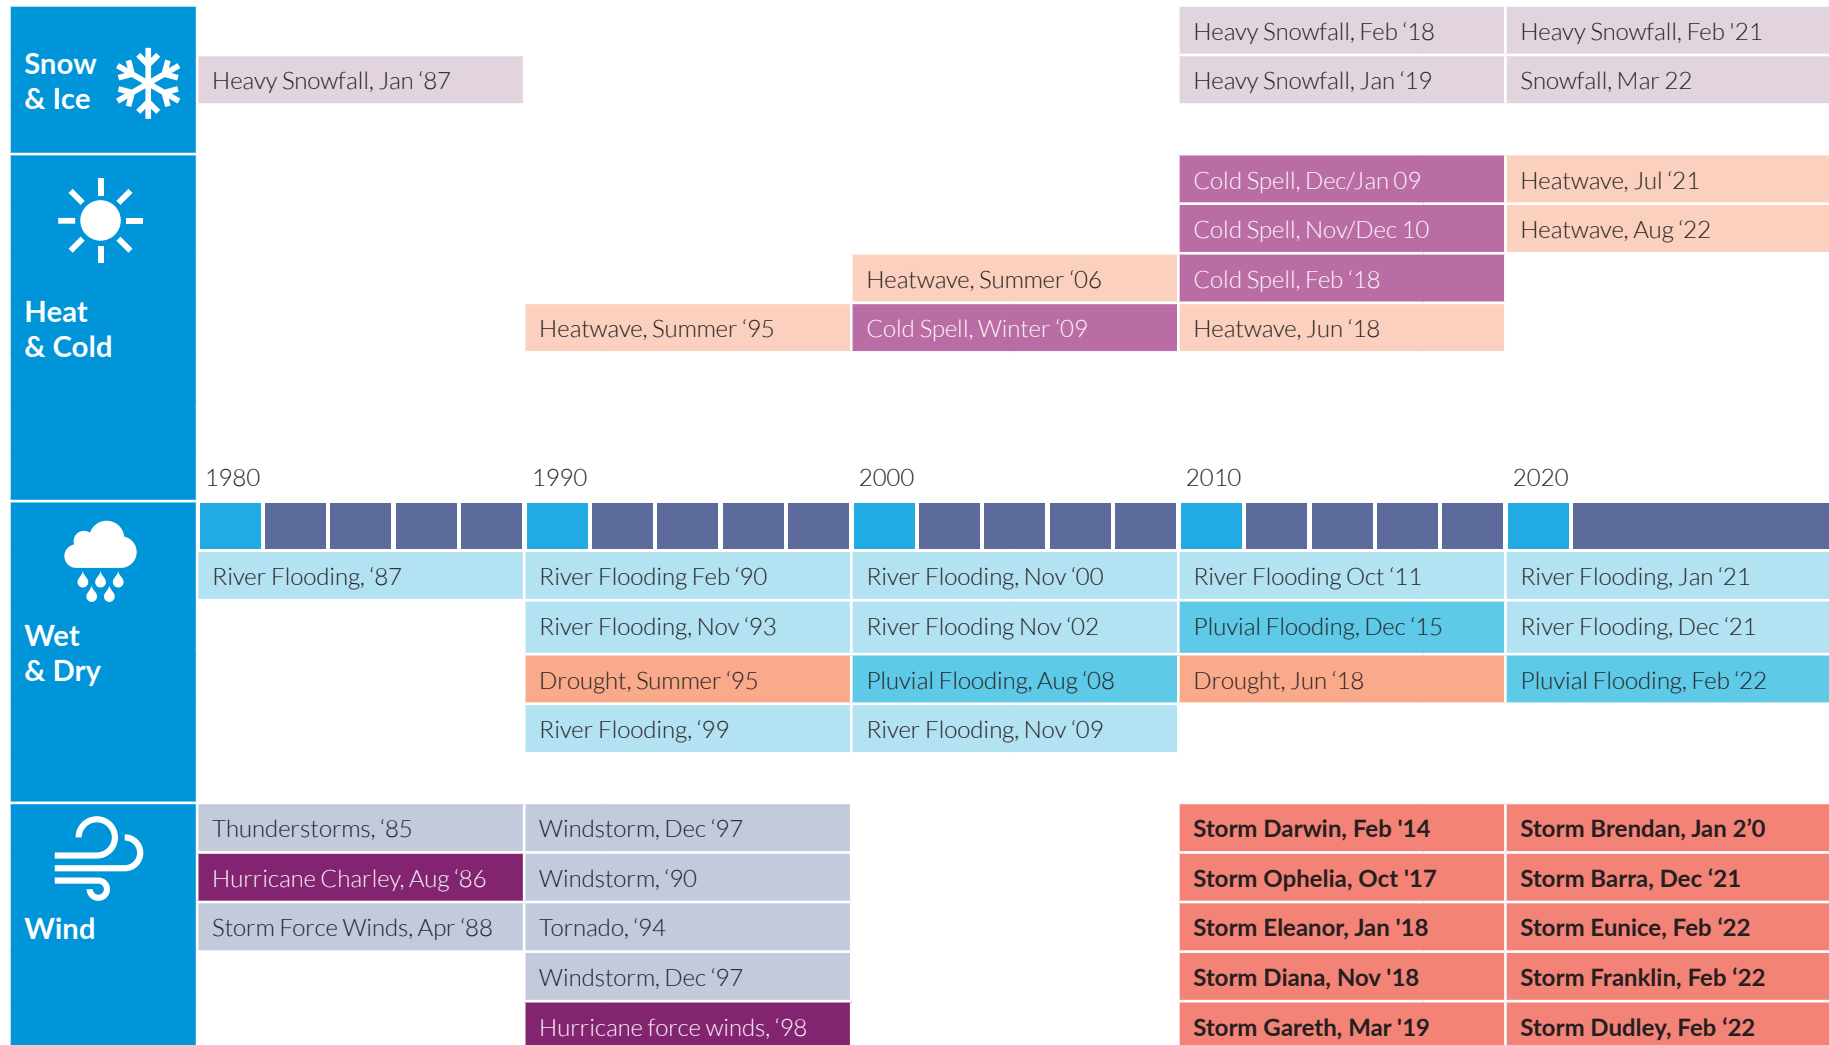 Snow
& Ice
Heavy Snowfall, Jan ‘87
Heavy Snowfall, Feb ‘18
Heavy Snowfall, Feb '21
Heavy Snowfall, Jan ‘19
Snowfall, Mar 22
Heat
& Cold
Cold Spell, Dec/Jan 09
Heatwave, Jul ‘21
Cold Spell, Nov/Dec 10
Heatwave, Aug ‘22
Heatwave, Summer ‘06
Cold Spell, Feb ‘18
Heatwave, Summer ‘95
Cold Spell, Winter ‘09
Heatwave, Jun ‘18
1980
1990
2000
2010
2020
Wet
& Dry
River Flooding, ‘87
River Flooding Feb ‘90
River Flooding, Nov ‘00
River Flooding Oct ‘11
River Flooding, Jan ‘21
River Flooding, Nov ‘93
River Flooding Nov ‘02
Pluvial Flooding, Dec ‘15
River Flooding, Dec ‘21
Drought, Summer ‘95
Pluvial Flooding, Aug ‘08
Drought, Jun ‘18
Pluvial Flooding, Feb ‘22
River Flooding, ‘99
River Flooding, Nov ‘09
Wind
Thunderstorms, ‘85
Windstorm, Dec ‘97
Storm Darwin, Feb '14
Storm Brendan, Jan 2’0
Hurricane Charley, Aug ‘86
Windstorm, ‘90
Storm Ophelia, Oct '17
Storm Barra, Dec ‘21
Storm Force Winds, Apr ‘88
Tornado, ‘94
Storm Eleanor, Jan '18
Storm Eunice, Feb ‘22
Windstorm, Dec ‘97
Storm Diana, Nov '18
Storm Franklin, Feb ‘22
Hurricane force winds, ‘98
Storm Gareth, Mar '19
Storm Dudley, Feb ‘22